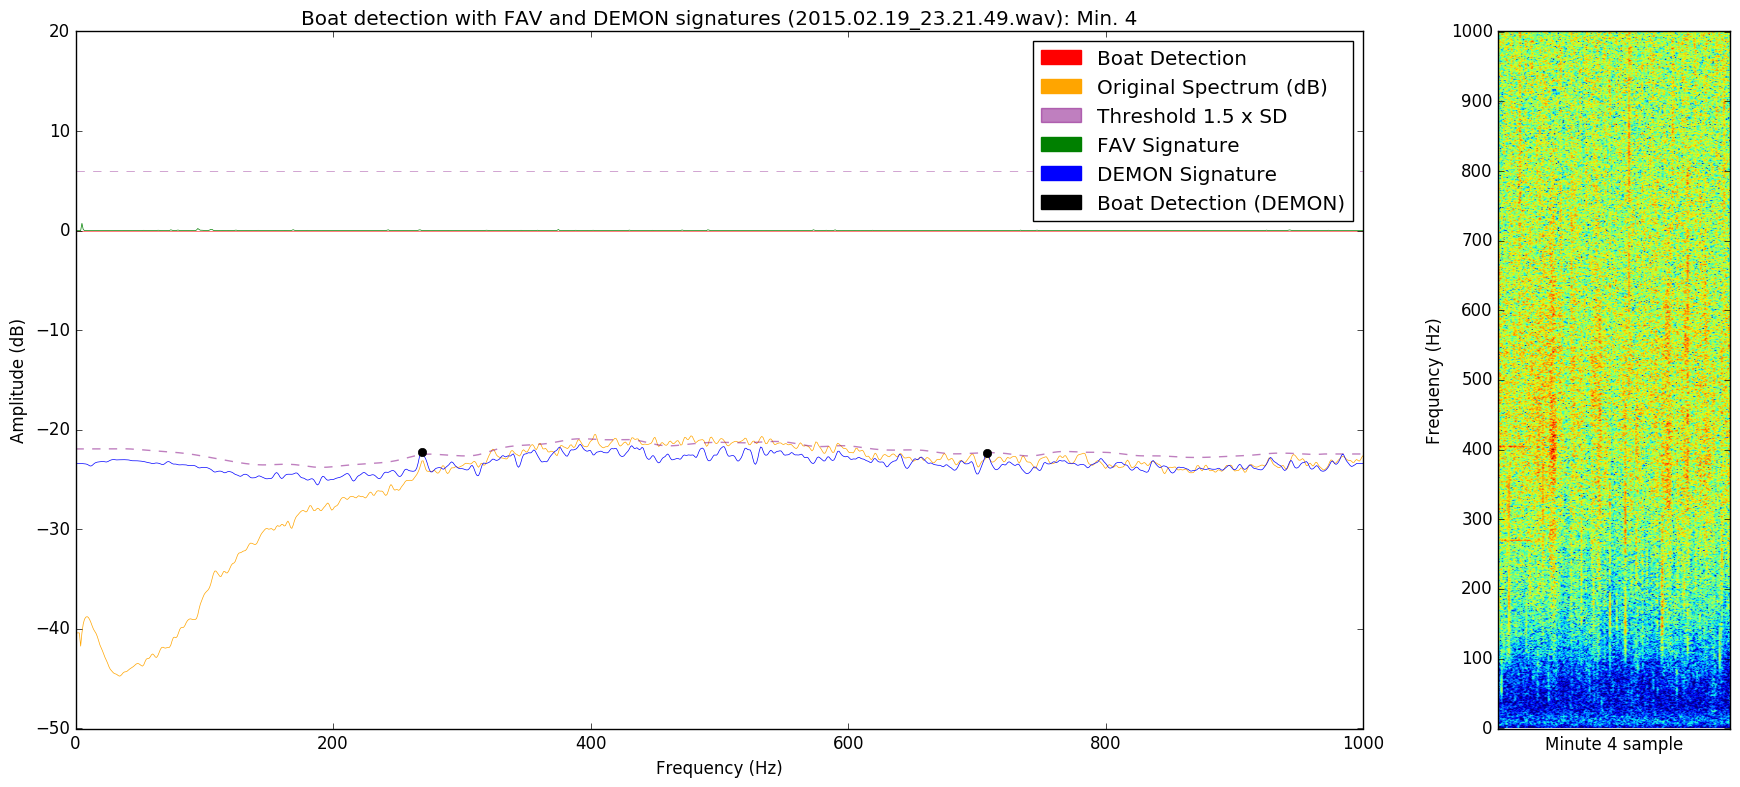 Boat detection with FAV and DEMON signatures (2015.02.19_23.21.49.wav): Min. 4
20
10
0
−10
−20
−30
−40
−50
Amplitude (dB)
0
200
400
600
800
1000
Frequency (Hz)
Boat Detection
Original Spectrum (dB)
Threshold 1.5 x SD
FAV Signature
DEMON Signature
Boat Detection (DEMON)
1000
900
800
700
600
500
400
300
200
100
0
Frequency (Hz)
Minute 4 sample